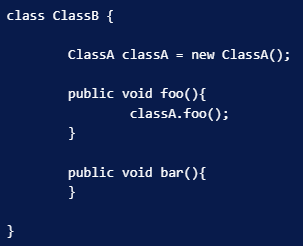 class ClassB {
ClassA classA = new ClassA();
public void foo(){
classA.foo();
}
public void bar(){
}
}